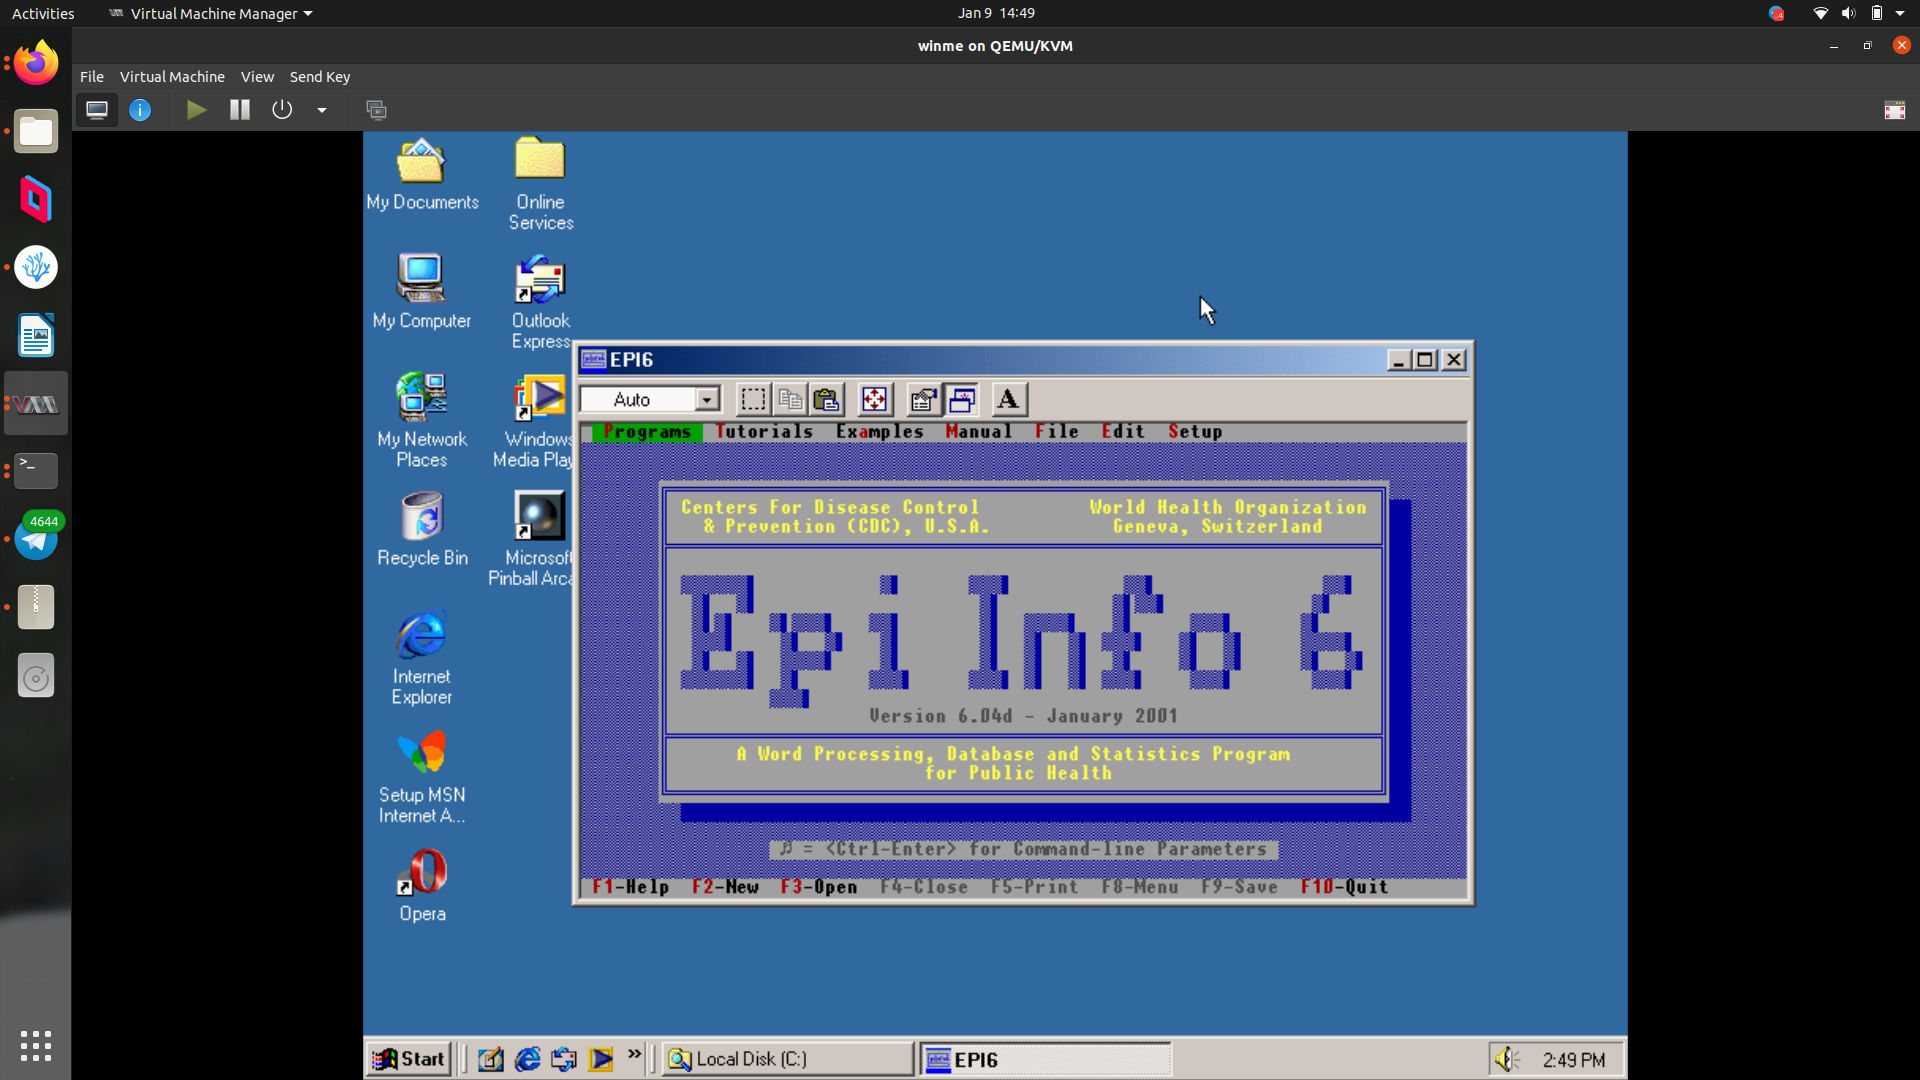 Activities
Virtual Machine Manager
Jan 9 14:49
winme on QEMU/KVM
File Virtual Machine View Send Key
4644
>_
My Documents
Online
Services
My Computer
Outlook
Express
My Network
Places
Windows
Media Play
Recycle Bin
Microsoft
Pinball Arca
Internet
Explorer
Setup MSN
Internet A...
Opera
EPI6
Auto
A
Programs Tutorials Examples Manual File Edit Setup
Centers For Disease Control
& Prevention (CDC), U.S.A.
World Health Organization
Geneva, Switzerland
Epi Info 6
Version 6.04d - January 2001
A Word Processing, Database and Statistics Program
for Public Health
♫ = <Ctrl-Enter> for Command-line Parameters
F1-Help F2-New F3-Open F4-Close F5-Print F8-Menu F9-Save F10-Quit
Start
»
Local Disk (C:)
EPI6
2:49 PM